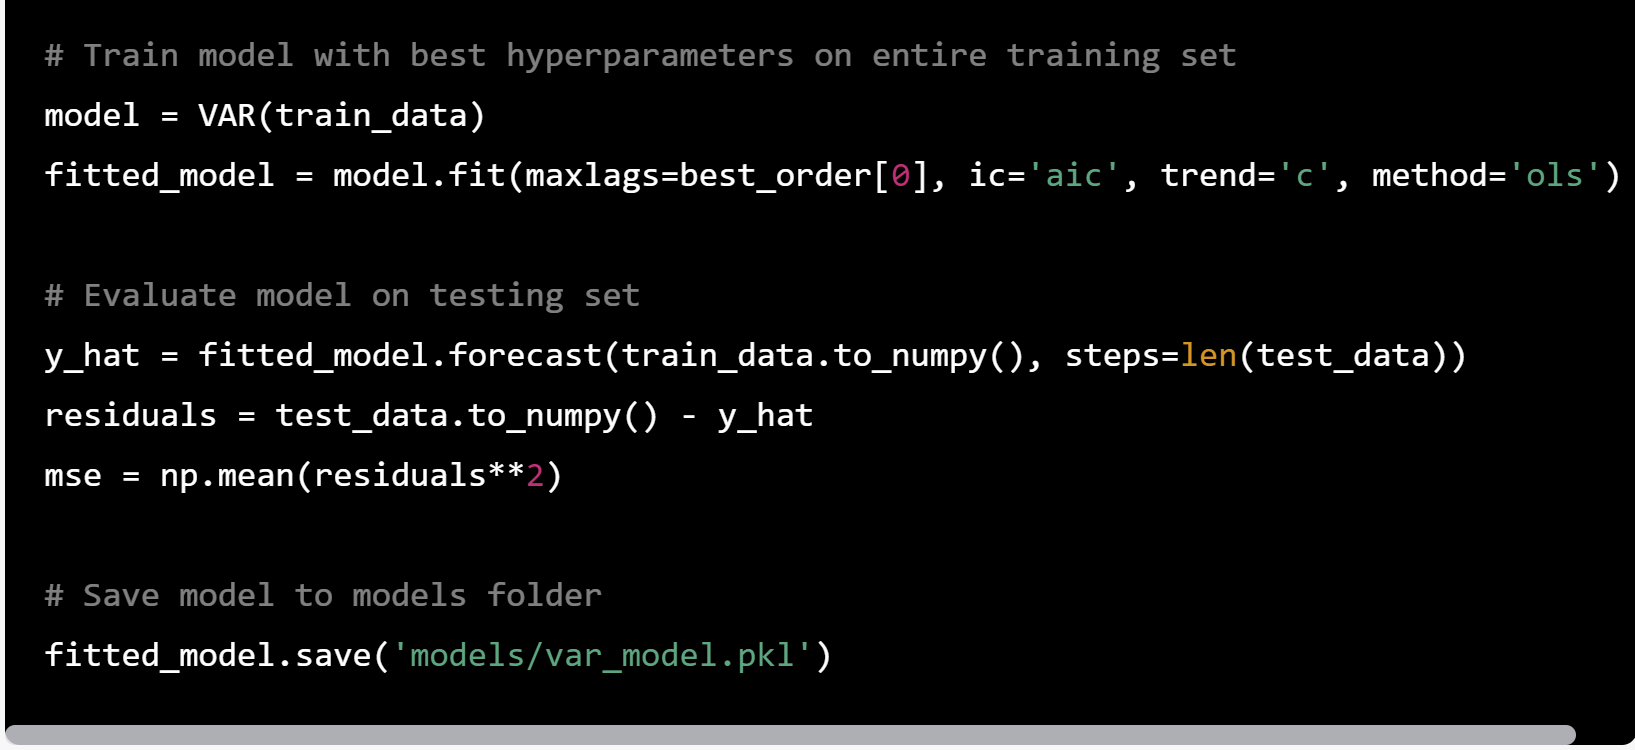 # Train model with best hyperparameters on entire training set
model = VAR(train_data)
fitted_model = model.fit(maxlags=best_order[0], ic='aic', trend='c', method='ols')
# Evaluate model on testing set
y_hat = fitted_model.forecast(train_data.to_numpy(), steps=len(test_data))
residuals = test_data.to_numpy() - y_hat
mse = np.mean(residuals**2)
# Save model to models folder
fitted_model.save('models/var_model.pkl')